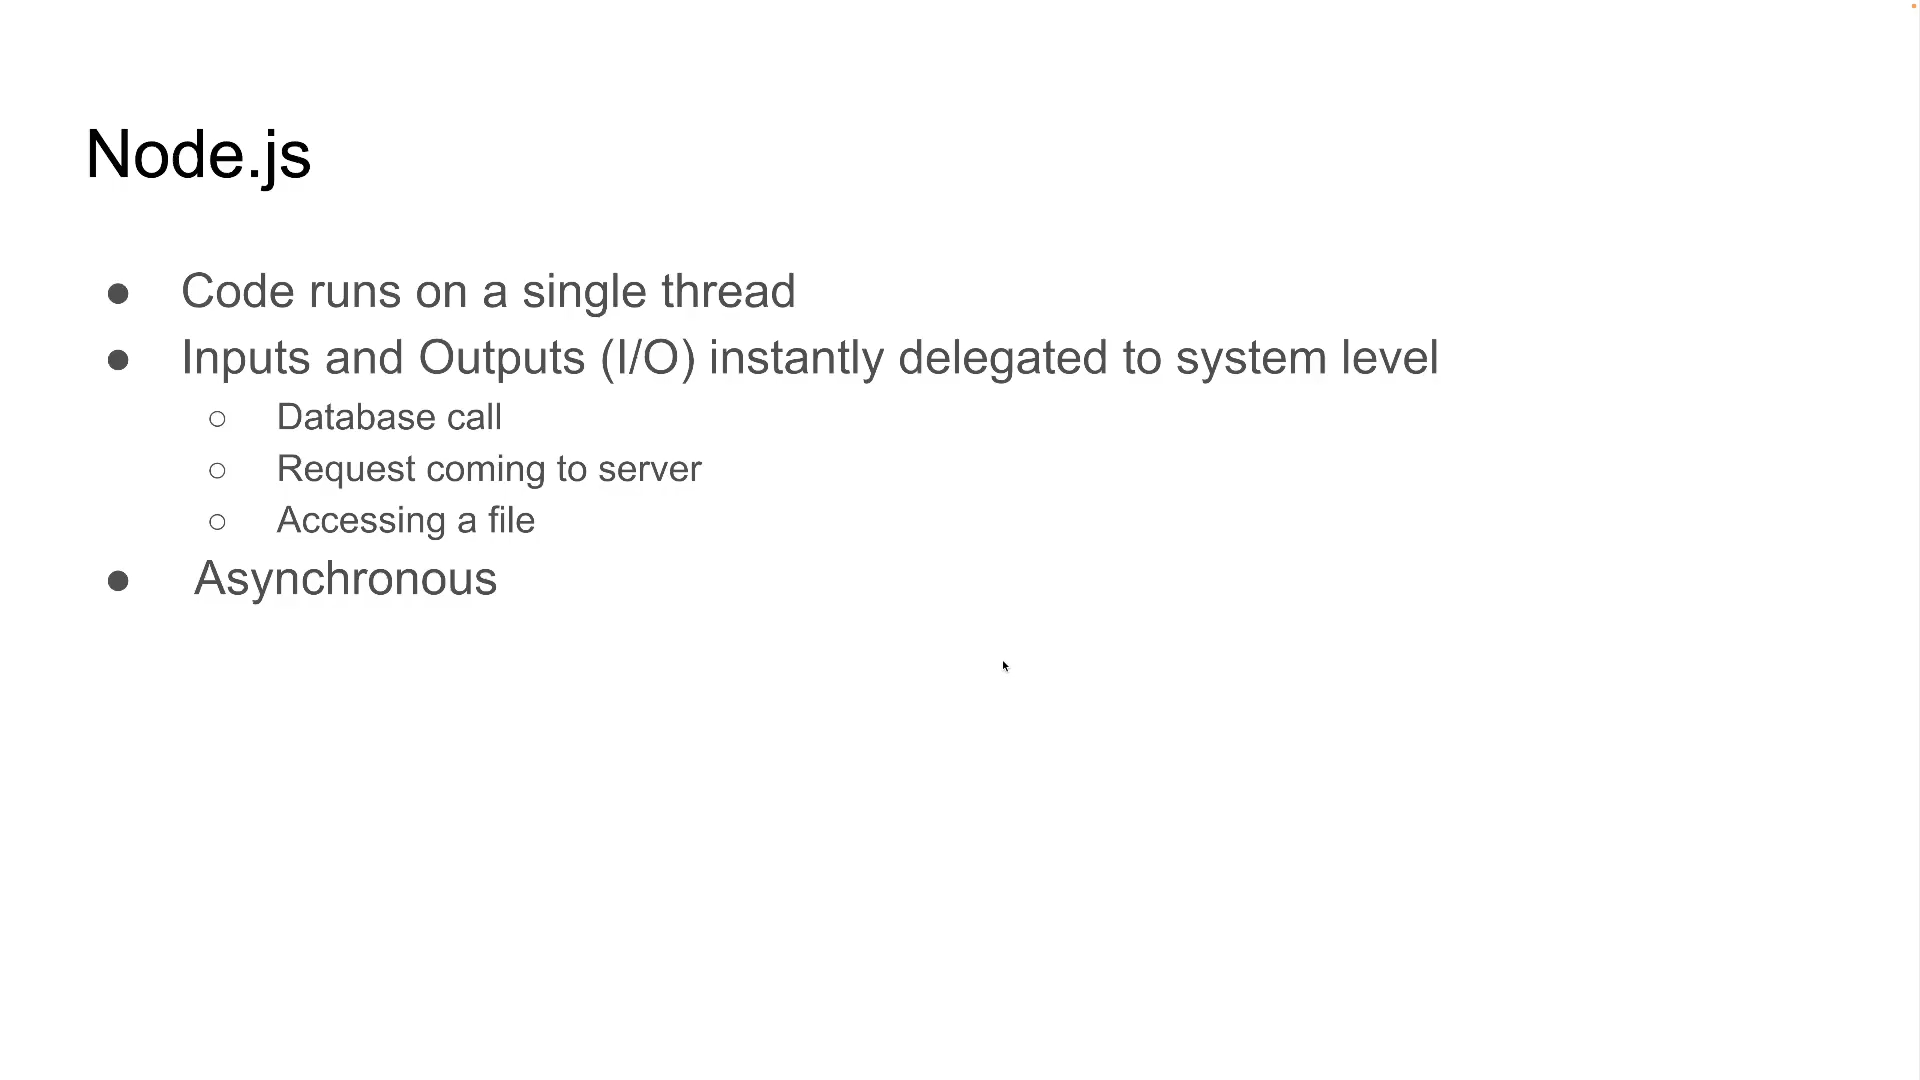 Node.js
● Code runs on a single thread
● Inputs and Outputs (I/O) instantly delegated to system level
○ Database call
○ Request coming to server
○ Accessing a file
● Asynchronous